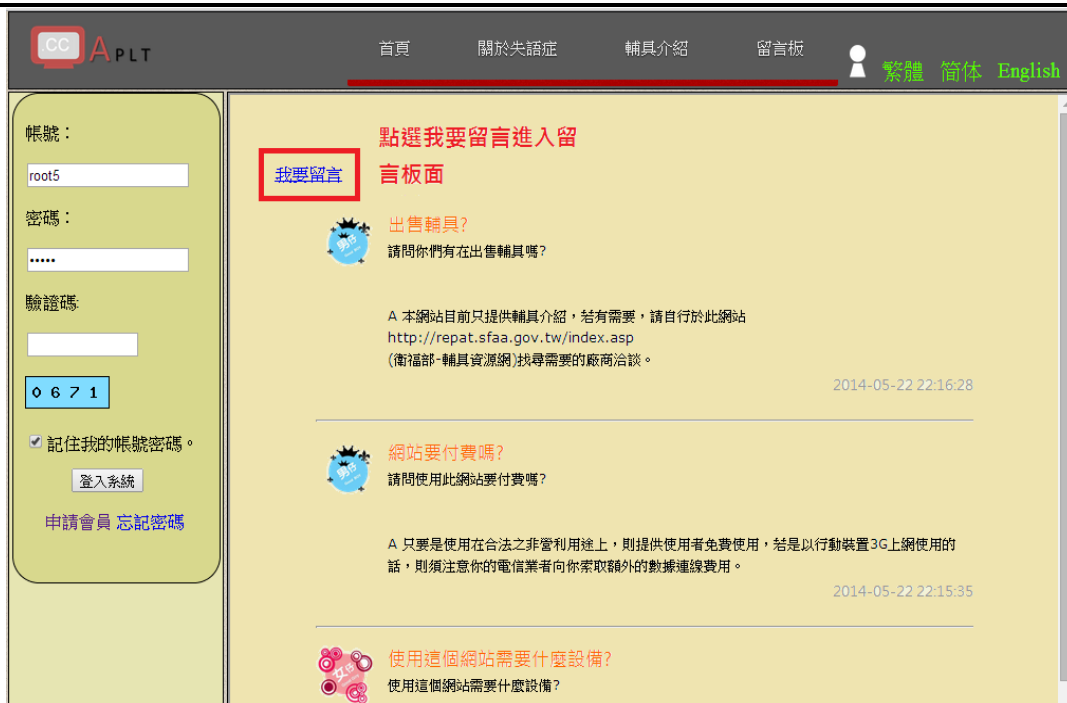 CC APLT
首頁 關於失語症 輔具介紹 留言板 繁體 简体 English
帳號：
root5
密碼：
•••••
驗證碼:
0 6 7 1
記住我的帳號密碼。
登入系統
申請會員 忘記密碼
點選我要留言進入留
言板面
我要留言
男仔
出售輔具?
請問你們有在出售輔具嗎?
A 本網站目前只提供輔具介紹，若有需要，請自行於此網站
http://repat.sfaa.gov.tw/index.asp
(衛福部-輔具資源網)找尋需要的廠商洽談。
2014-05-22 22:16:28
男仔
網站要付費嗎?
請問使用此網站要付費嗎?
A 只要是使用在合法之非營利用途上，則提供使用者免費使用，若是以行動裝置3G上網使用的
話，則須注意你的電信業者向你索取額外的數據連線費用。
2014-05-22 22:15:35
女仔
使用這個網站需要什麼設備?
使用這個網站需要什麼設備?